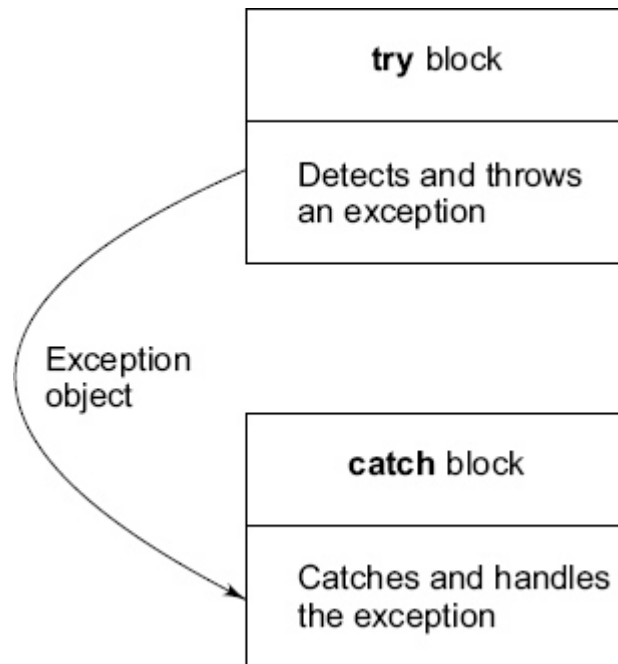 try block
Detects and throws
an exception
Exception
object
catch block
Catches and handles
the exception